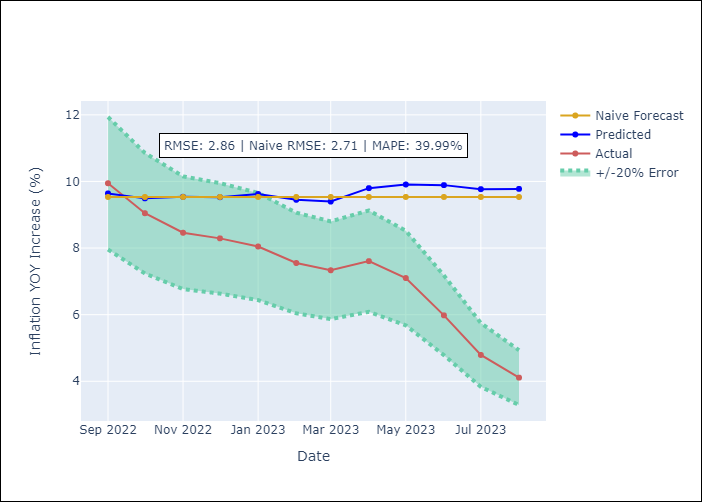 RMSE: 2.86 | Naive RMSE: 2.71 | MAPE: 39.99%
Naive Forecast
Predicted
Actual
+/-20% Error
12
10
8
6
4
Inflation YOY Increase (%)
Sep 2022
Nov 2022
Jan 2023
Mar 2023
May 2023
Jul 2023
Date